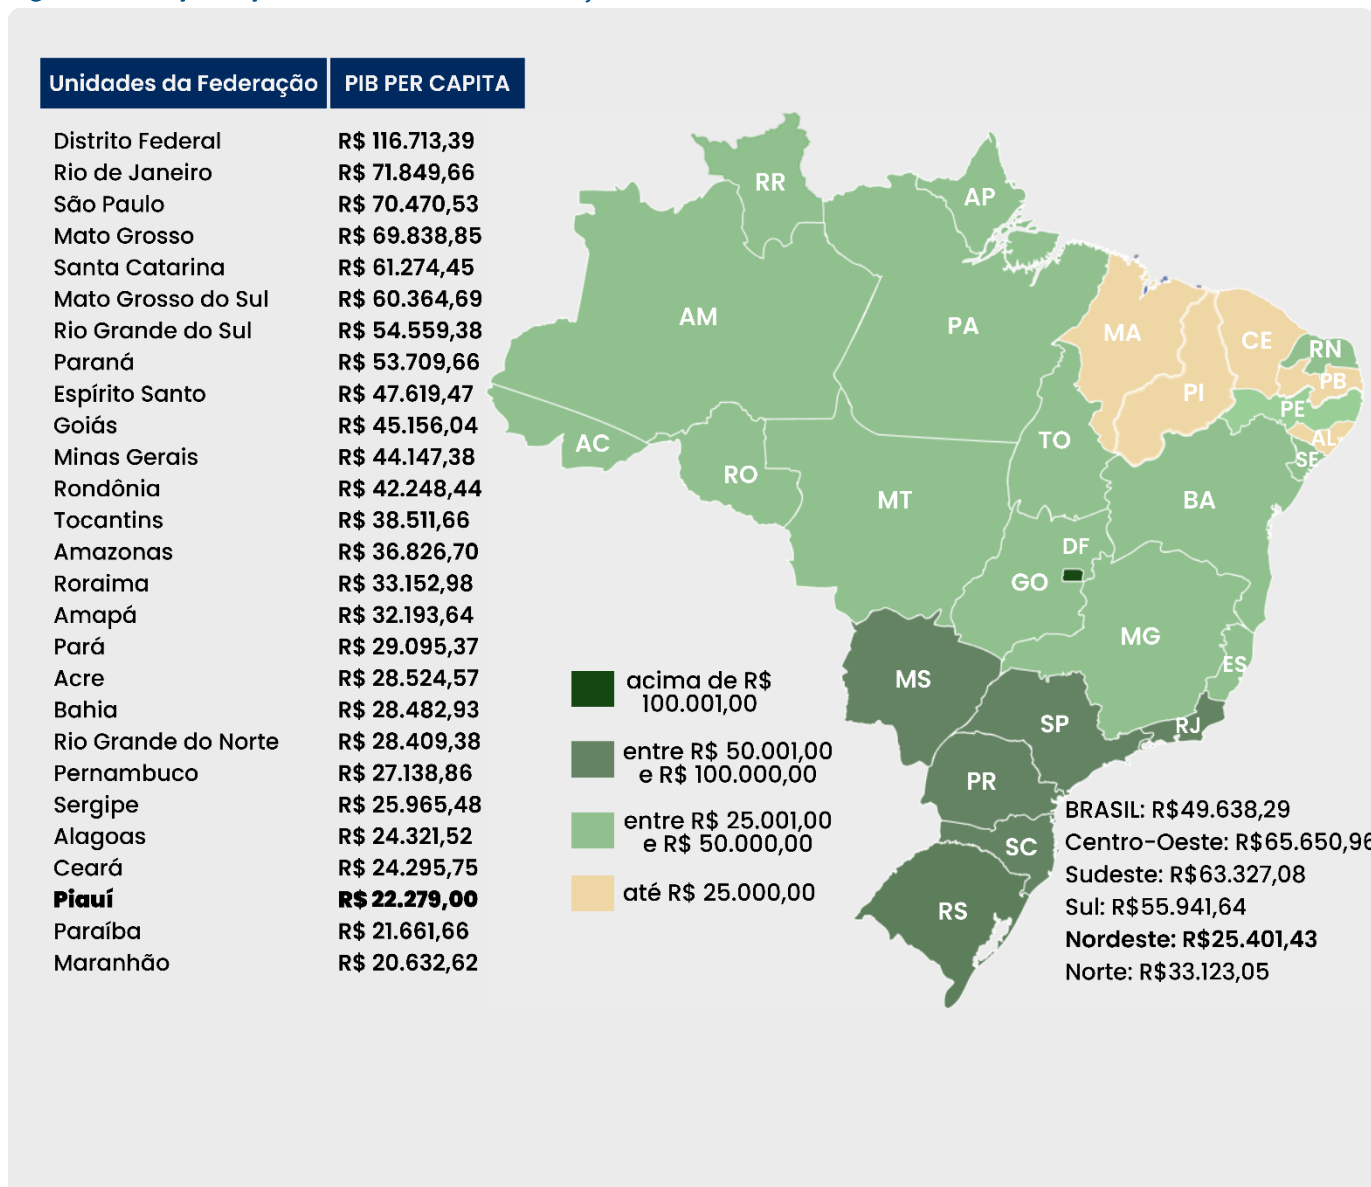 Unidades da Federação PIB PER CAPITA
Distrito Federal R$ 116.713,39
Rio de Janeiro R$ 71.849,66
São Paulo R$ 70.470,53
Mato Grosso R$ 69.838,85
Santa Catarina R$ 61.274,45
Mato Grosso do Sul R$ 60.364,69
Rio Grande do Sul R$ 54.559,38
Paraná R$ 53.709,66
Espírito Santo R$ 47.619,47
Goiás R$ 45.156,04
Minas Gerais R$ 44.147,38
Rondônia R$ 42.248,44
Tocantins R$ 38.511,66
Amazonas R$ 36.826,70
Roraima R$ 33.152,98
Amapá R$ 32.193,64
Pará R$ 29.095,37
Acre R$ 28.524,57
Bahia R$ 28.482,93
Rio Grande do Norte R$ 28.409,38
Pernambuco R$ 27.138,86
Sergipe R$ 25.965,48
Alagoas R$ 24.321,52
Ceará R$ 24.295,75
Piauí R$ 22.279,00
Paraíba R$ 21.661,66
Maranhão R$ 20.632,62
RR
AP
AM
PA
MA
CE
RN
PB
PI
PE
AL
SE
AC
RO
TO
MT
BA
DF
GO
MG
ES
MS
SP
RJ
PR
SC
RS
acima de R$
100.001,00
entre R$ 50.001,00
e R$ 100.000,00
entre R$ 25.001,00
e R$ 50.000,00
até R$ 25.000,00
BRASIL: R$49.638,29
Centro-Oeste: R$65.650,96
Sudeste: R$63.327,08
Sul: R$55.941,64
Nordeste: R$25.401,43
Norte: R$33.123,05